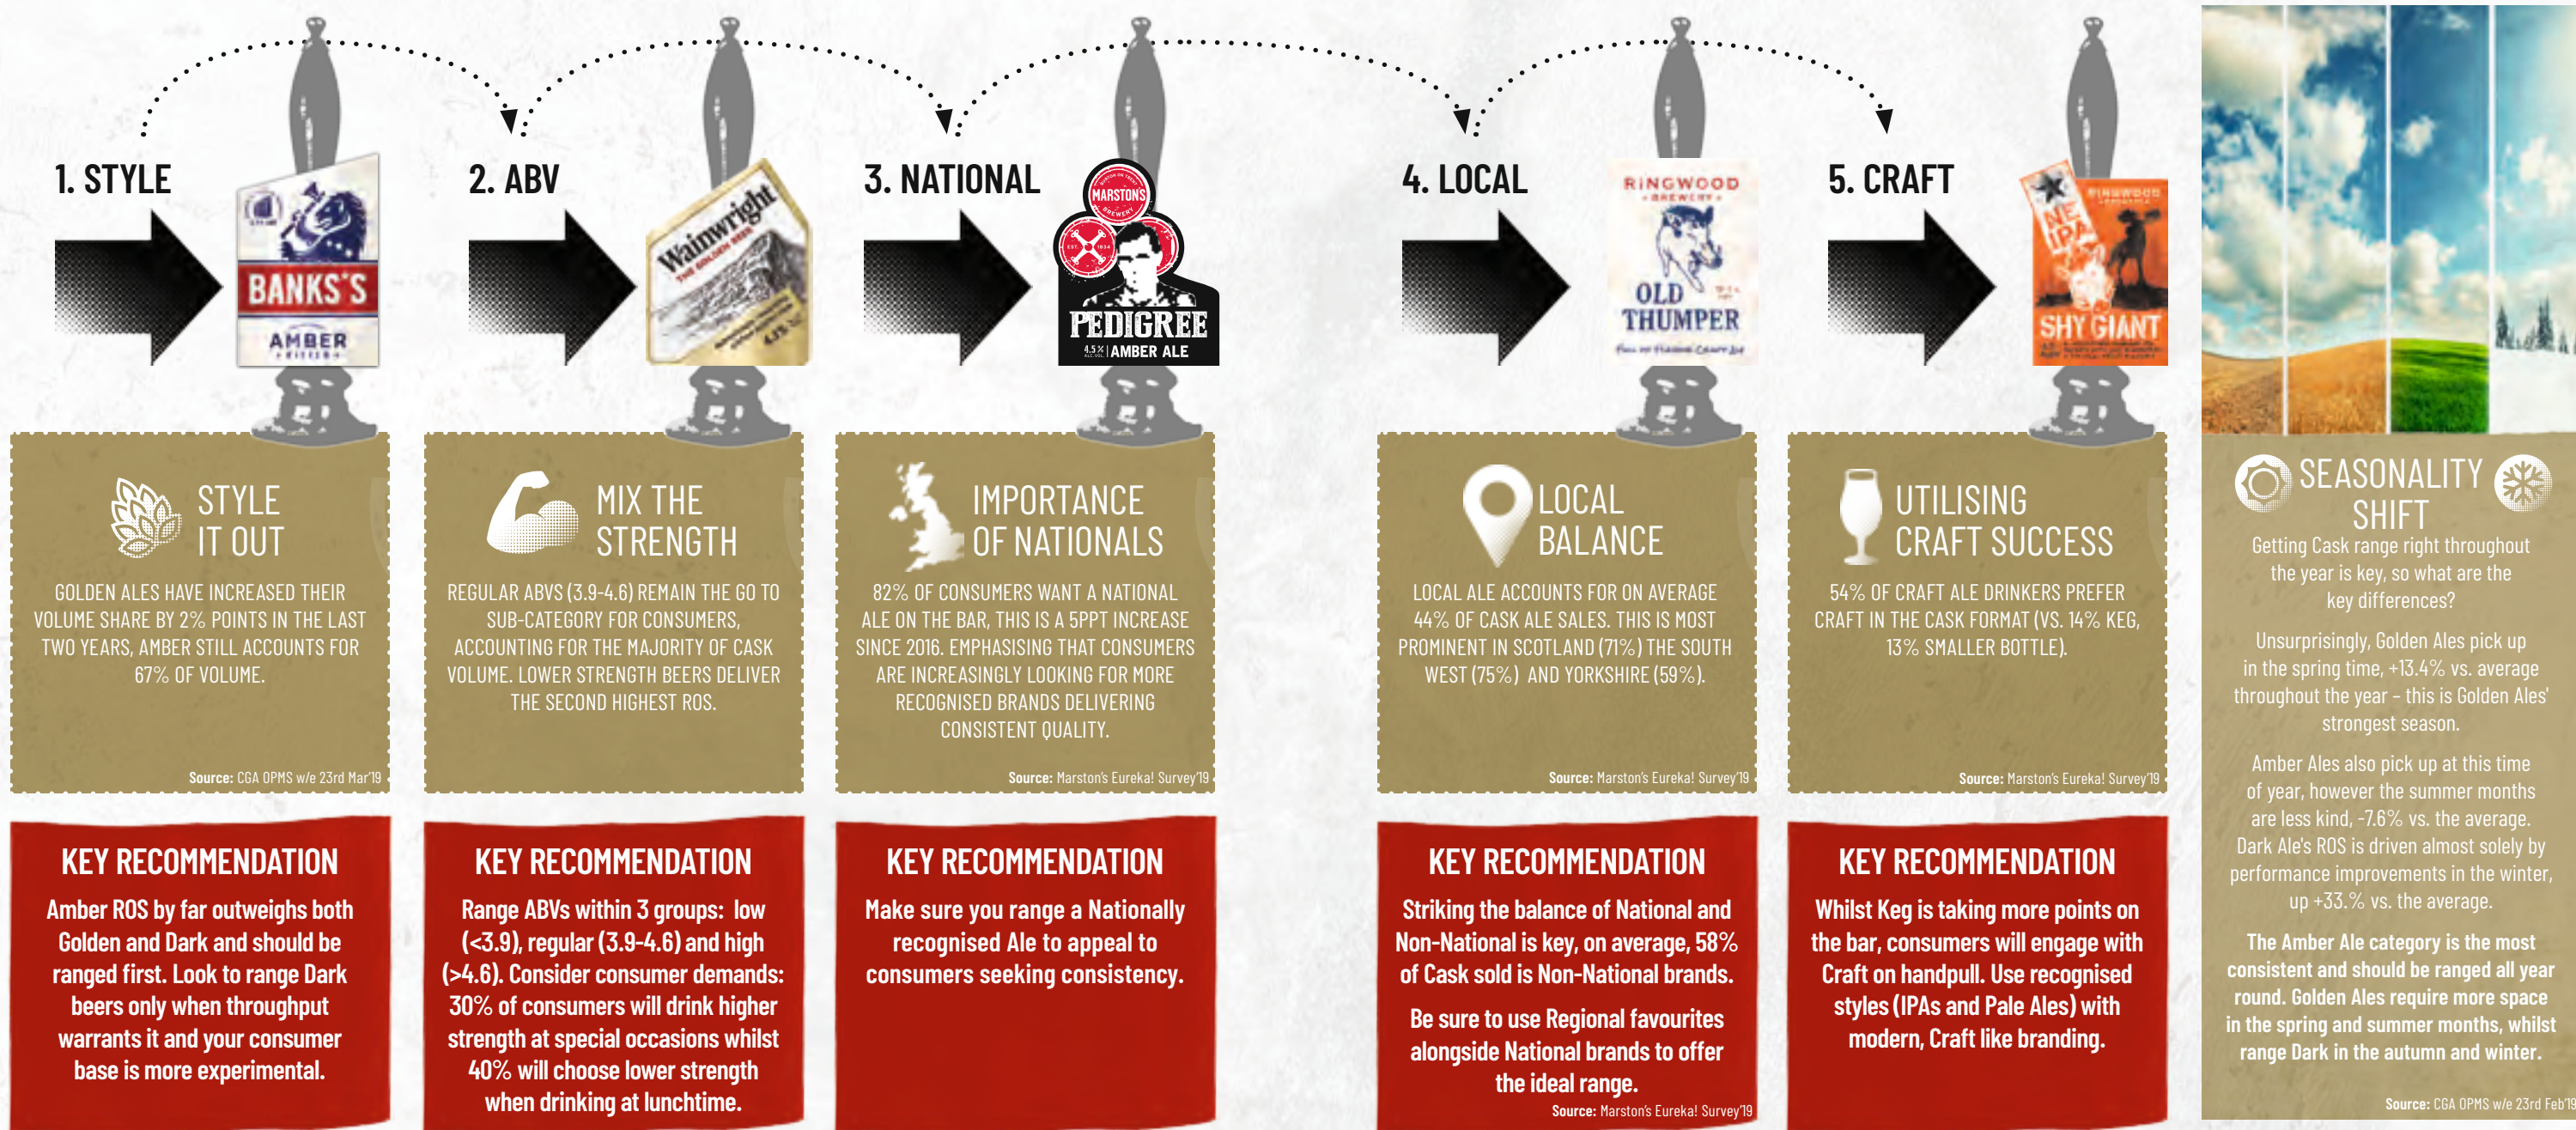 1. STYLE
BANKS'S
AMBER
BITTER
2. ABV
Wainwright
THE GOLDEN BEER
4.1%
3. NATIONAL
MARSTON'S
BREWERY
EST. 1834
PEDIGREE
4.5% | AMBER ALE
ALC. VOL.
4. LOCAL
RINGWOOD
BREWERY
OLD
THUMPER
5. CRAFT
NE
IPA
RINGWOOD
SHY GIANT
STYLE
IT OUT
GOLDEN ALES HAVE INCREASED THEIR
VOLUME SHARE BY 2% POINTS IN THE LAST
TWO YEARS, AMBER STILL ACCOUNTS FOR
67% OF VOLUME.
Source: CGA OPMS w/e 23rd Mar'19
KEY RECOMMENDATION
Amber ROS by far outweighs both
Golden and Dark and should be
ranged first. Look to range Dark
beers only when throughput
warrants it and your consumer
base is more experimental.
MIX THE
STRENGTH
REGULAR ABVS (3.9-4.6) REMAIN THE GO TO
SUB-CATEGORY FOR CONSUMERS,
ACCOUNTING FOR THE MAJORITY OF CASK
VOLUME. LOWER STRENGTH BEERS DELIVER
THE SECOND HIGHEST ROS.
KEY RECOMMENDATION
Range ABVs within 3 groups: low
(<3.9), regular (3.9-4.6) and high
(>4.6). Consider consumer demands:
30% of consumers will drink higher
strength at special occasions whilst
40% will choose lower strength
when drinking at lunchtime.
IMPORTANCE
OF NATIONALS
82% OF CONSUMERS WANT A NATIONAL
ALE ON THE BAR, THIS IS A 5PPT INCREASE
SINCE 2016. EMPHASISING THAT CONSUMERS
ARE INCREASINGLY LOOKING FOR MORE
RECOGNISED BRANDS DELIVERING
CONSISTENT QUALITY.
Source: Marston's Eureka! Survey'19
KEY RECOMMENDATION
Make sure you range a Nationally
recognised Ale to appeal to
consumers seeking consistency.
LOCAL
BALANCE
LOCAL ALE ACCOUNTS FOR ON AVERAGE
44% OF CASK ALE SALES. THIS IS MOST
PROMINENT IN SCOTLAND (71%) THE SOUTH
WEST (75%) AND YORKSHIRE (59%).
Source: Marston's Eureka! Survey'19
KEY RECOMMENDATION
Striking the balance of National and
Non-National is key, on average, 58%
of Cask sold is Non-National brands.
Be sure to use Regional favourites
alongside National brands to offer
the ideal range.
Source: Marston's Eureka! Survey'19
UTILISING
CRAFT SUCCESS
54% OF CRAFT ALE DRINKERS PREFER
CRAFT IN THE CASK FORMAT (VS. 14% KEG,
13% SMALLER BOTTLE).
Source: Marston's Eureka! Survey'19
KEY RECOMMENDATION
Whilst Keg is taking more points on
the bar, consumers will engage with
Craft on handpull. Use recognised
styles (IPAs and Pale Ales) with
modern, Craft like branding.
SEASONALITY
SHIFT
Getting Cask range right throughout
the year is key, so what are the
key differences?
Unsurprisingly, Golden Ales pick up
in the spring time, +13.4% vs. average
throughout the year – this is Golden Ales'
strongest season.
Amber Ales also pick up at this time
of year, however the summer months
are less kind, -7.6% vs. the average.
Dark Ale's ROS is driven almost solely by
performance improvements in the winter,
up +33.% vs. the average.
The Amber Ale category is the most
consistent and should be ranged all year
round. Golden Ales require more space
in the spring and summer months, whilst
range Dark in the autumn and winter.
Source: CGA OPMS w/e 23rd Feb'19